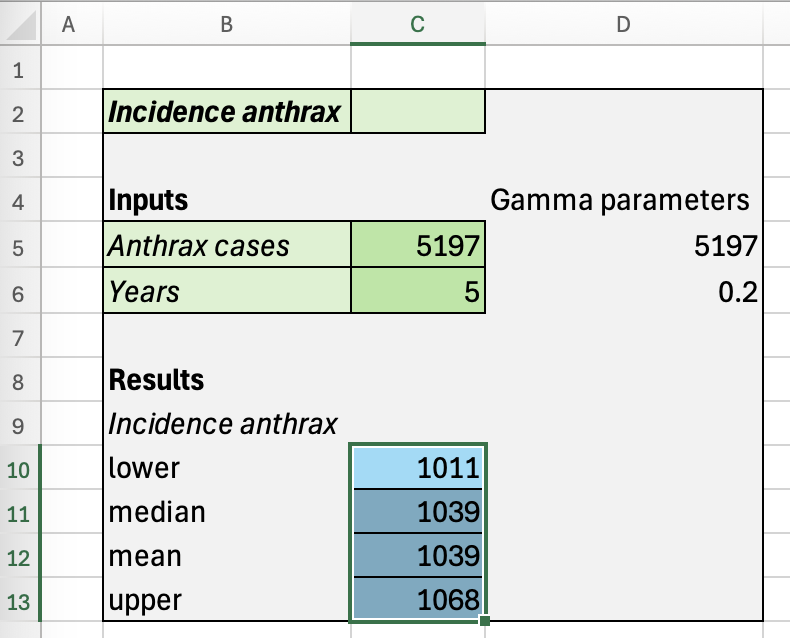 A B C D
1
2 Incidence anthrax
3
4 Inputs Gamma parameters
5 Anthrax cases 5197 5197
6 Years 5 0.2
7
8 Results
9 Incidence anthrax
10 lower 1011
11 median 1039
12 mean 1039
13 upper 1068